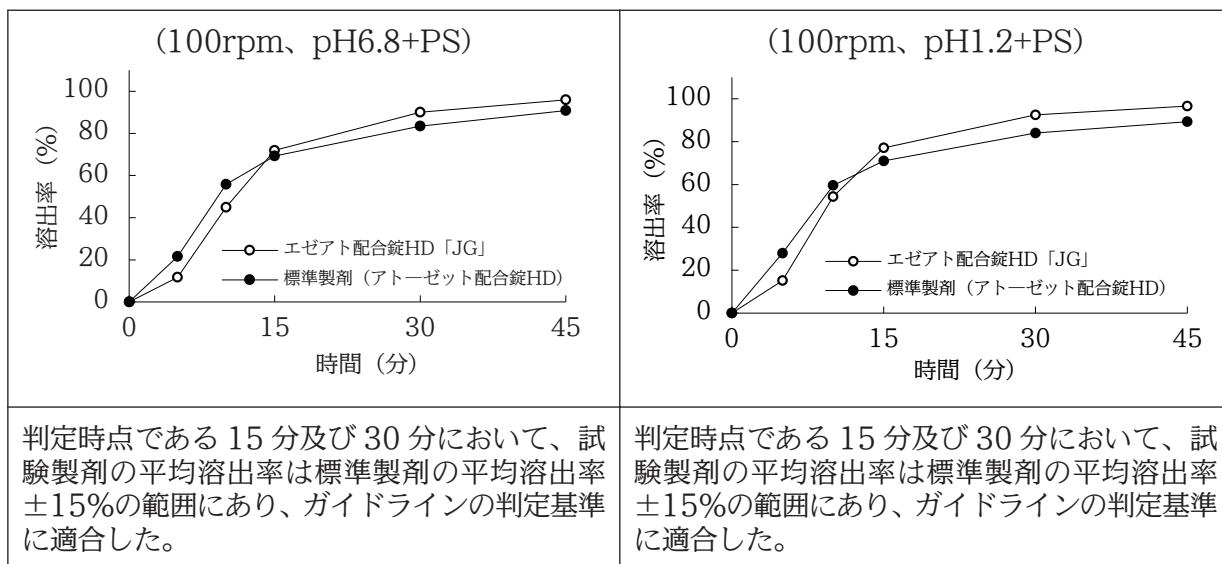 (100rpm、pH6.8+PS)
100
80
60
40
20
0
溶出率（%）
エゼアト配合錠HD「JG」
標準製剤（アトーゼット配合錠HD）
0 15 30 45
時間（分）
判定時点である 15 分及び 30 分において、試
験製剤の平均溶出率は標準製剤の平均溶出率
±15%の範囲にあり、ガイドラインの判定基準
に適合した。
(100rpm、pH1.2+PS)
100
80
60
40
20
0
溶出率（%）
エゼアト配合錠HD「JG」
標準製剤（アトーゼット配合錠HD）
0 15 30 45
時間（分）
判定時点である 15 分及び 30 分において、試
験製剤の平均溶出率は標準製剤の平均溶出率
±15%の範囲にあり、ガイドラインの判定基準
に適合した。